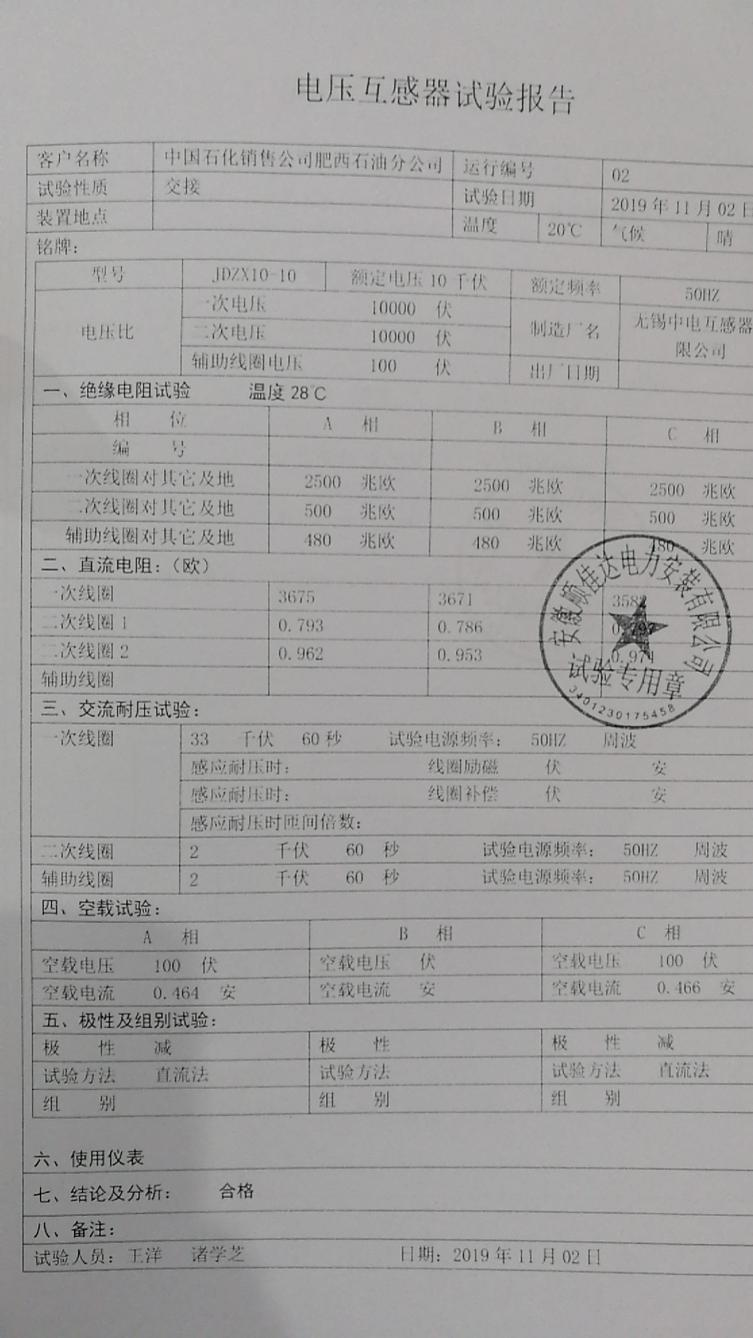 电压互感器试验报告
客户名称 中国石化销售公司肥西石油分公司 运行编号 02
试验性质 交接 试验日期 2019年11月02日
装置地点 温度 20℃ 气候 晴
铭牌：
型号 JDZX10-10 额定电压10千伏 额定频率 50HZ
电压比 一次电压 10000 伏 制造厂名 无锡中电互感器
二次电压 10000 伏 限公司
辅助线圈电压 100 伏 出厂日期
一、绝缘电阻试验 温度28℃
相 位 A 相 B 相 C 相
编 号
一次线圈对其它及地 2500 兆欧 2500 兆欧 2500 兆欧
二次线圈对其它及地 500 兆欧 500 兆欧 500 兆欧
辅助线圈对其它及地 480 兆欧 480 兆欧 480 兆欧
二、直流电阻：（欧）
一次线圈 3675 3671
二次线圈1 0.793 0.786
二次线圈2 0.962 0.953 0.971
辅助线圈
安徽顺佳达电力安装有限公司
试验专用章
3401230175458
三、交流耐压试验：
一次线圈 33 千伏 60秒 试验电源频率： 50HZ 周波
感应耐压时： 线圈励磁 伏 安
感应耐压时： 线圈补偿 伏 安
感应耐压时匝间倍数：
二次线圈 2 千伏 60 秒 试验电源频率： 50HZ 周波
辅助线圈 2 千伏 60 秒 试验电源频率： 50HZ 周波
四、空载试验：
A 相 B 相 C 相
空载电压 100 伏 空载电压 伏 空载电压 100 伏
空载电流 0.464 安 空载电流 安 空载电流 0.466 安
五、极性及组别试验：
极 性 减 极 性 极 性 减
试验方法 直流法 试验方法 试验方法 直流法
组 别 组 别 组 别
六、使用仪表
七、结论及分析： 合格
八、备注：
试验人员：王洋 诸学芝 日期：2019年11月02日